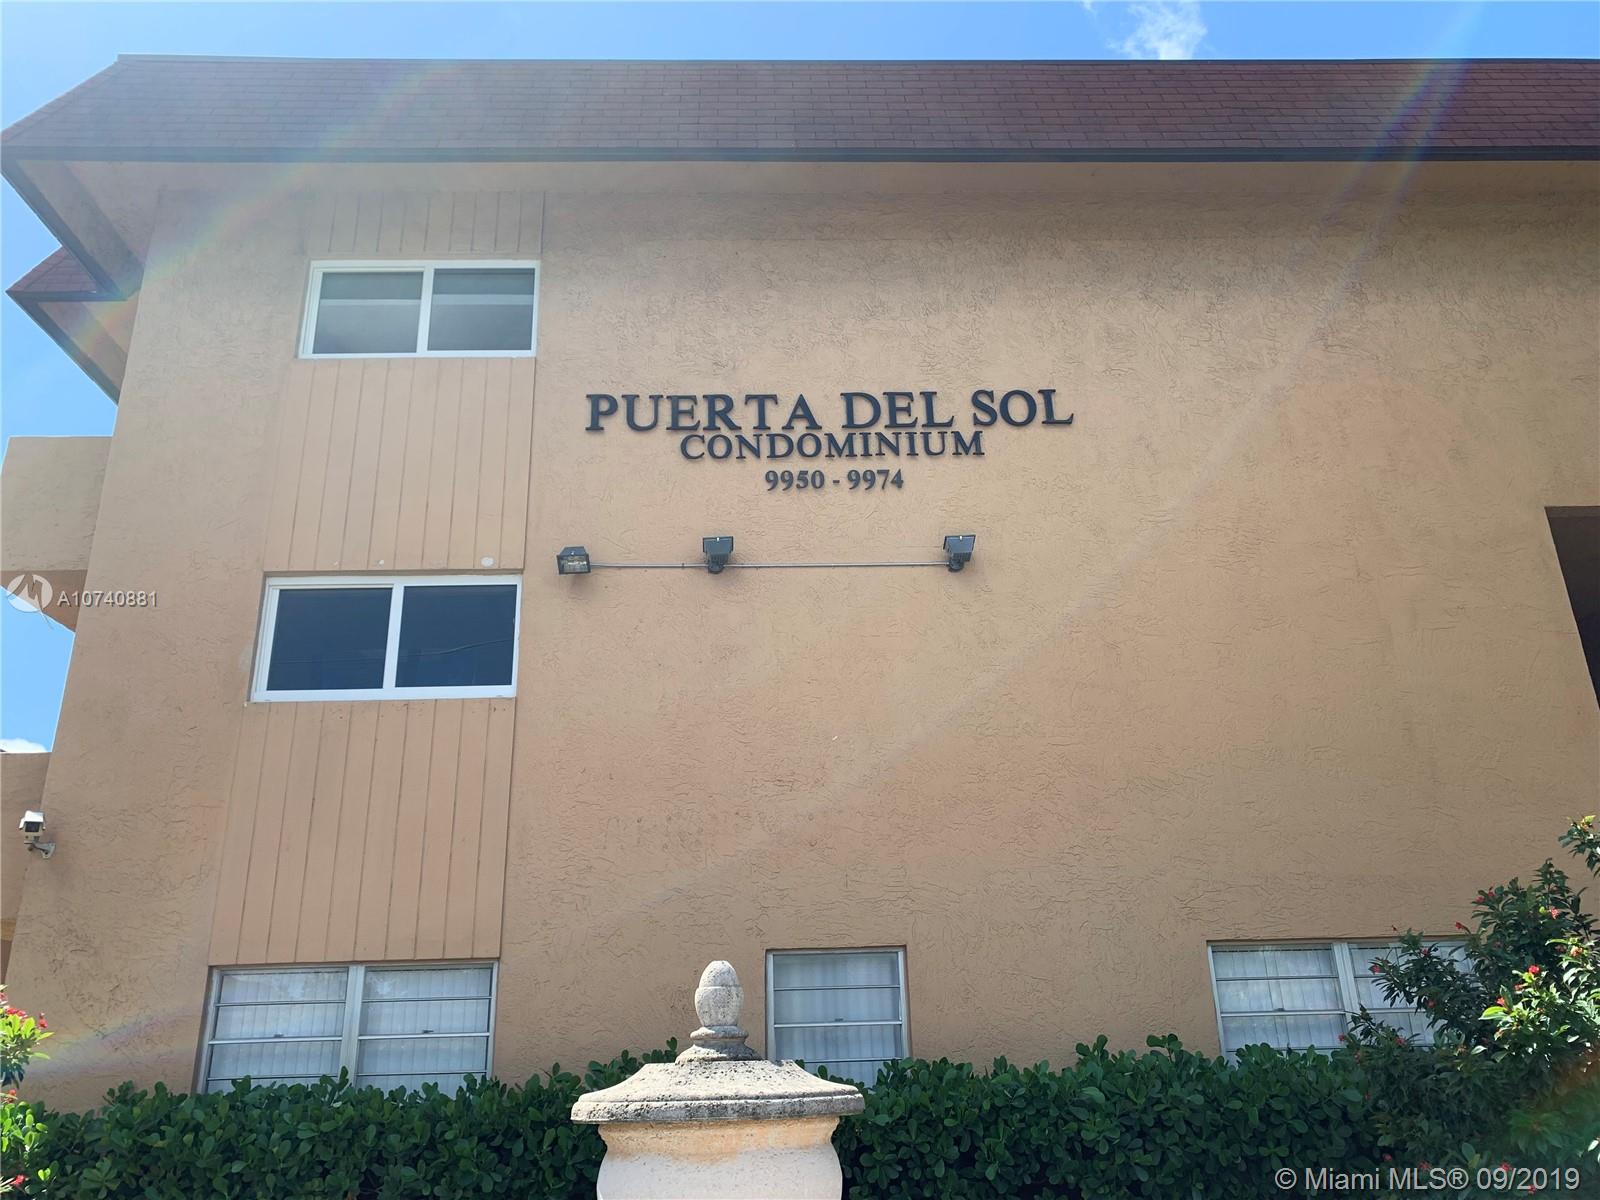 PUERTA DEL SOL
CONDOMINIUM
9950 - 9974
A10740881
© Miami MLS® 09/2019